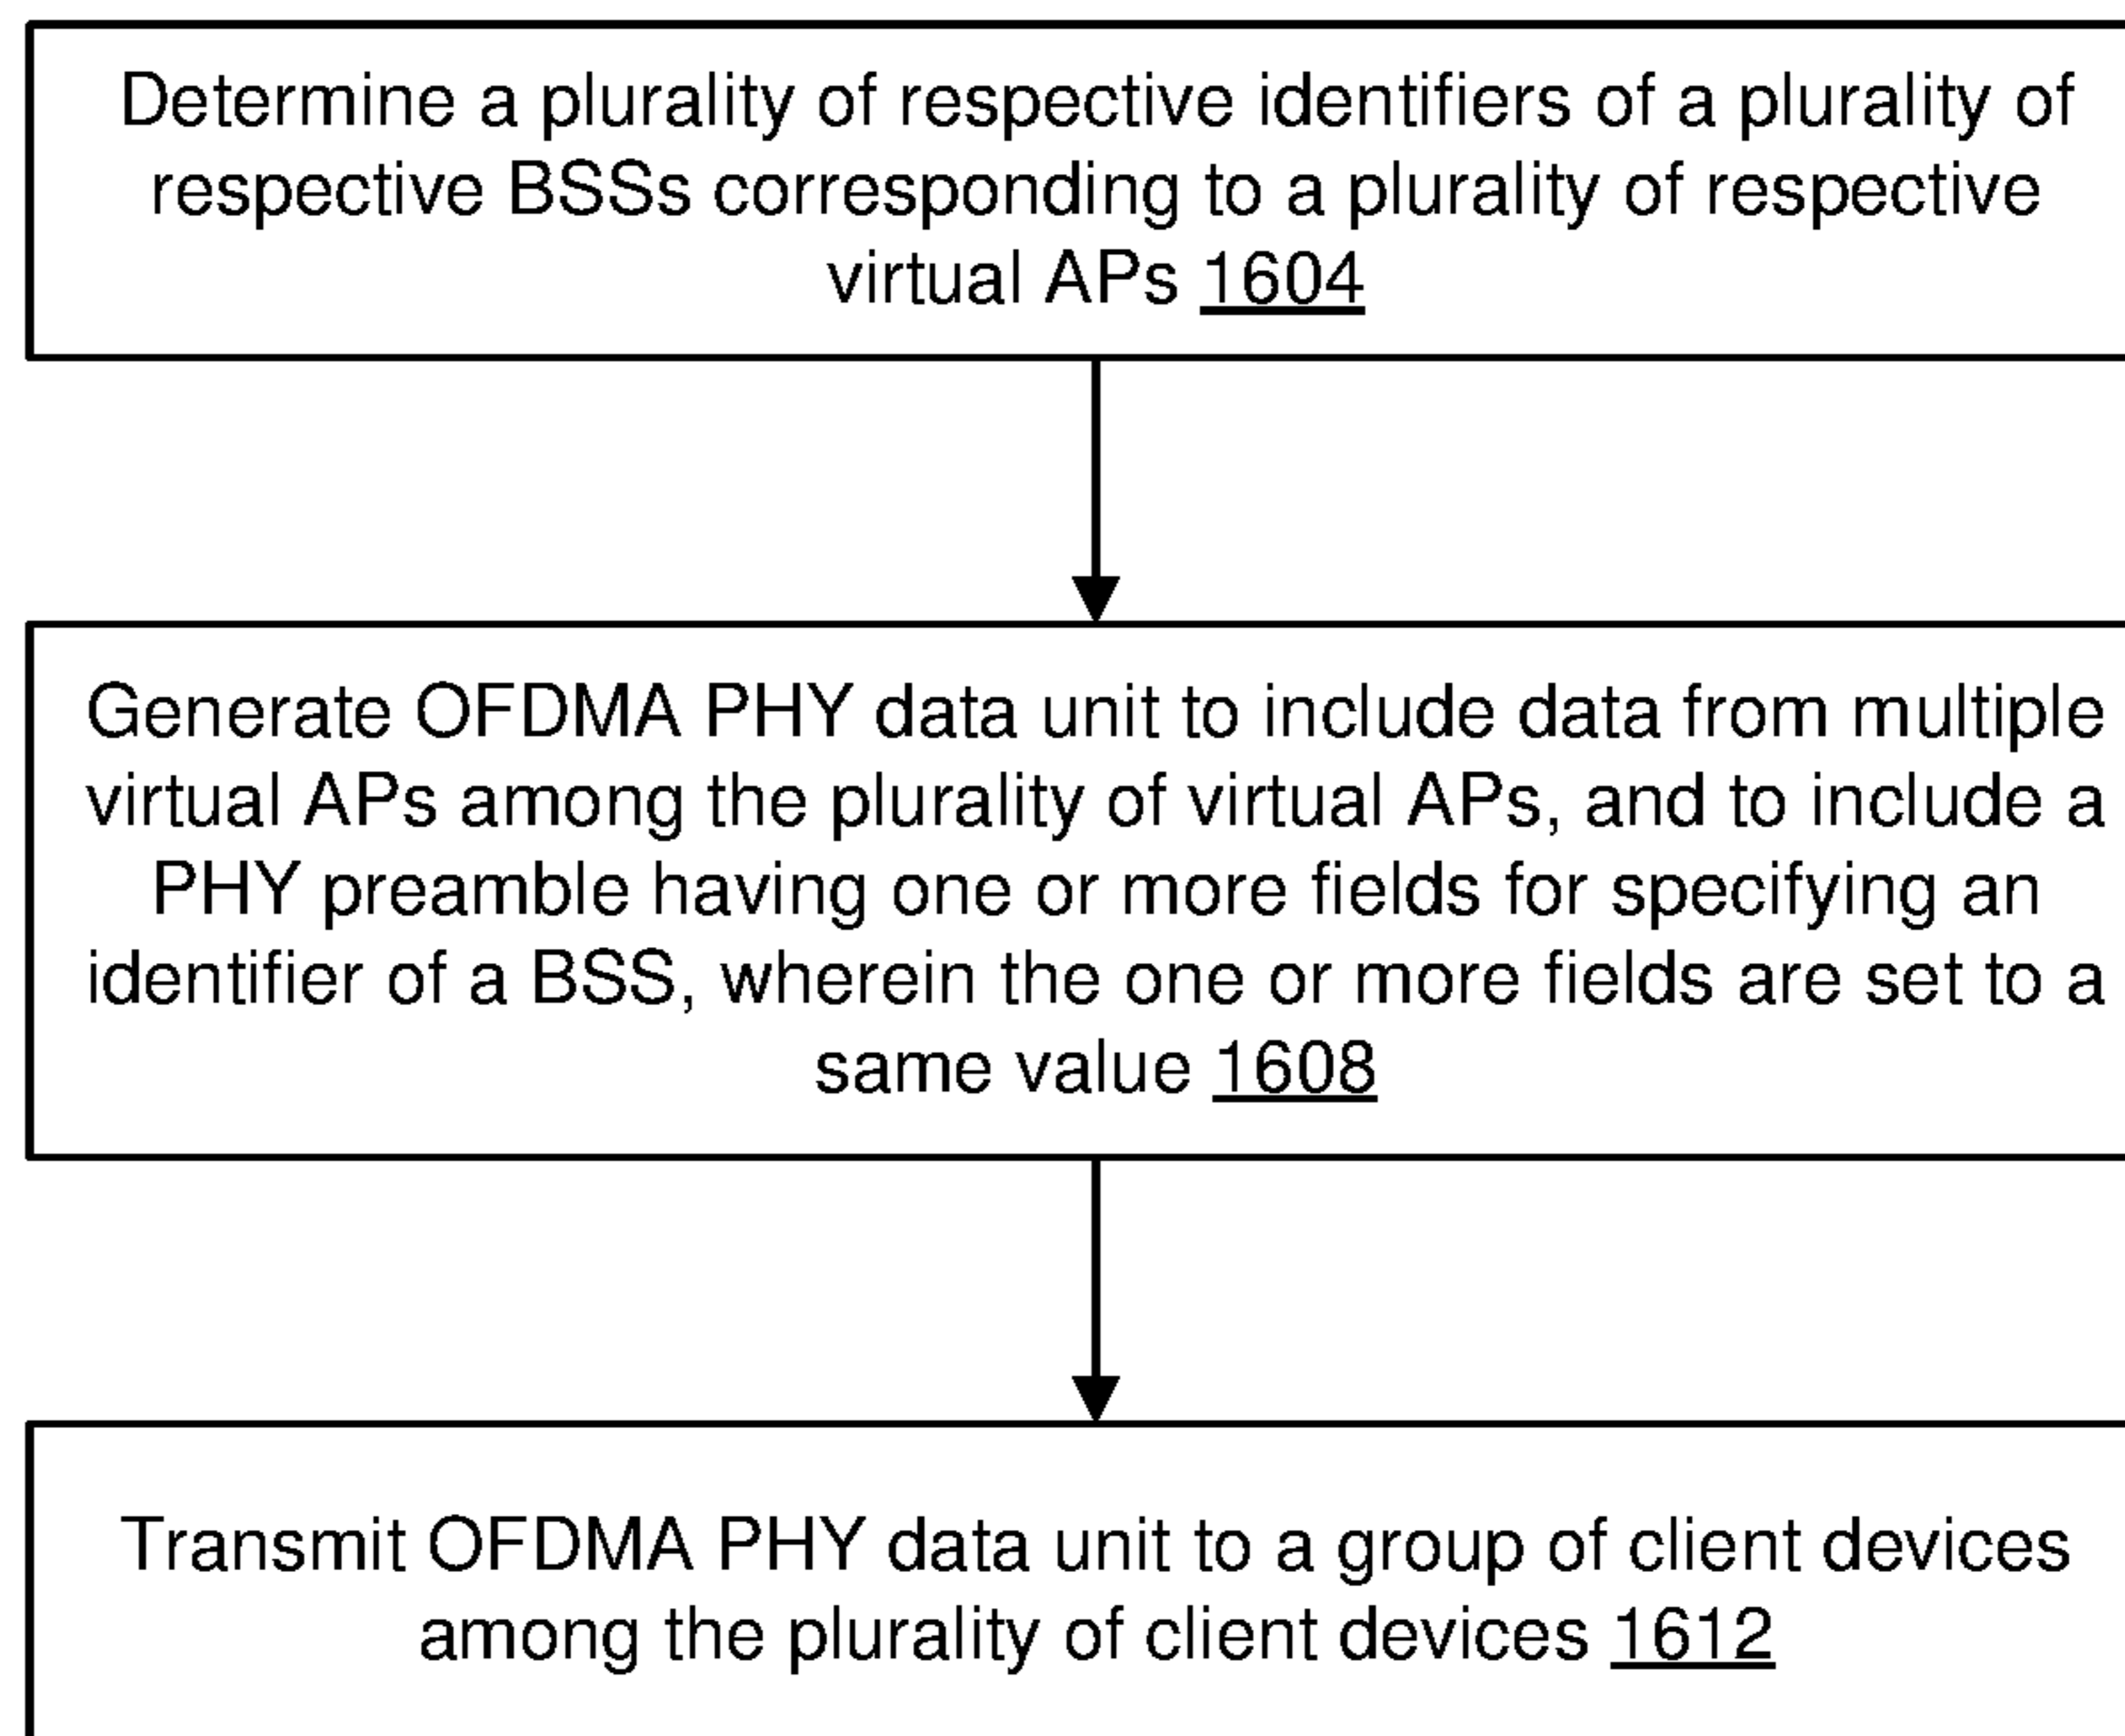 Determine a plurality of respective identifiers of a plurality of
respective BSSs corresponding to a plurality of respective
virtual APs 1604
Generate OFDMA PHY data unit to include data from multiple
virtual APs among the plurality of virtual APs, and to include a
PHY preamble having one or more fields for specifying an
identifier of a BSS, wherein the one or more fields are set to a
same value 1608
Transmit OFDMA PHY data unit to a group of client devices
among the plurality of client devices 1612